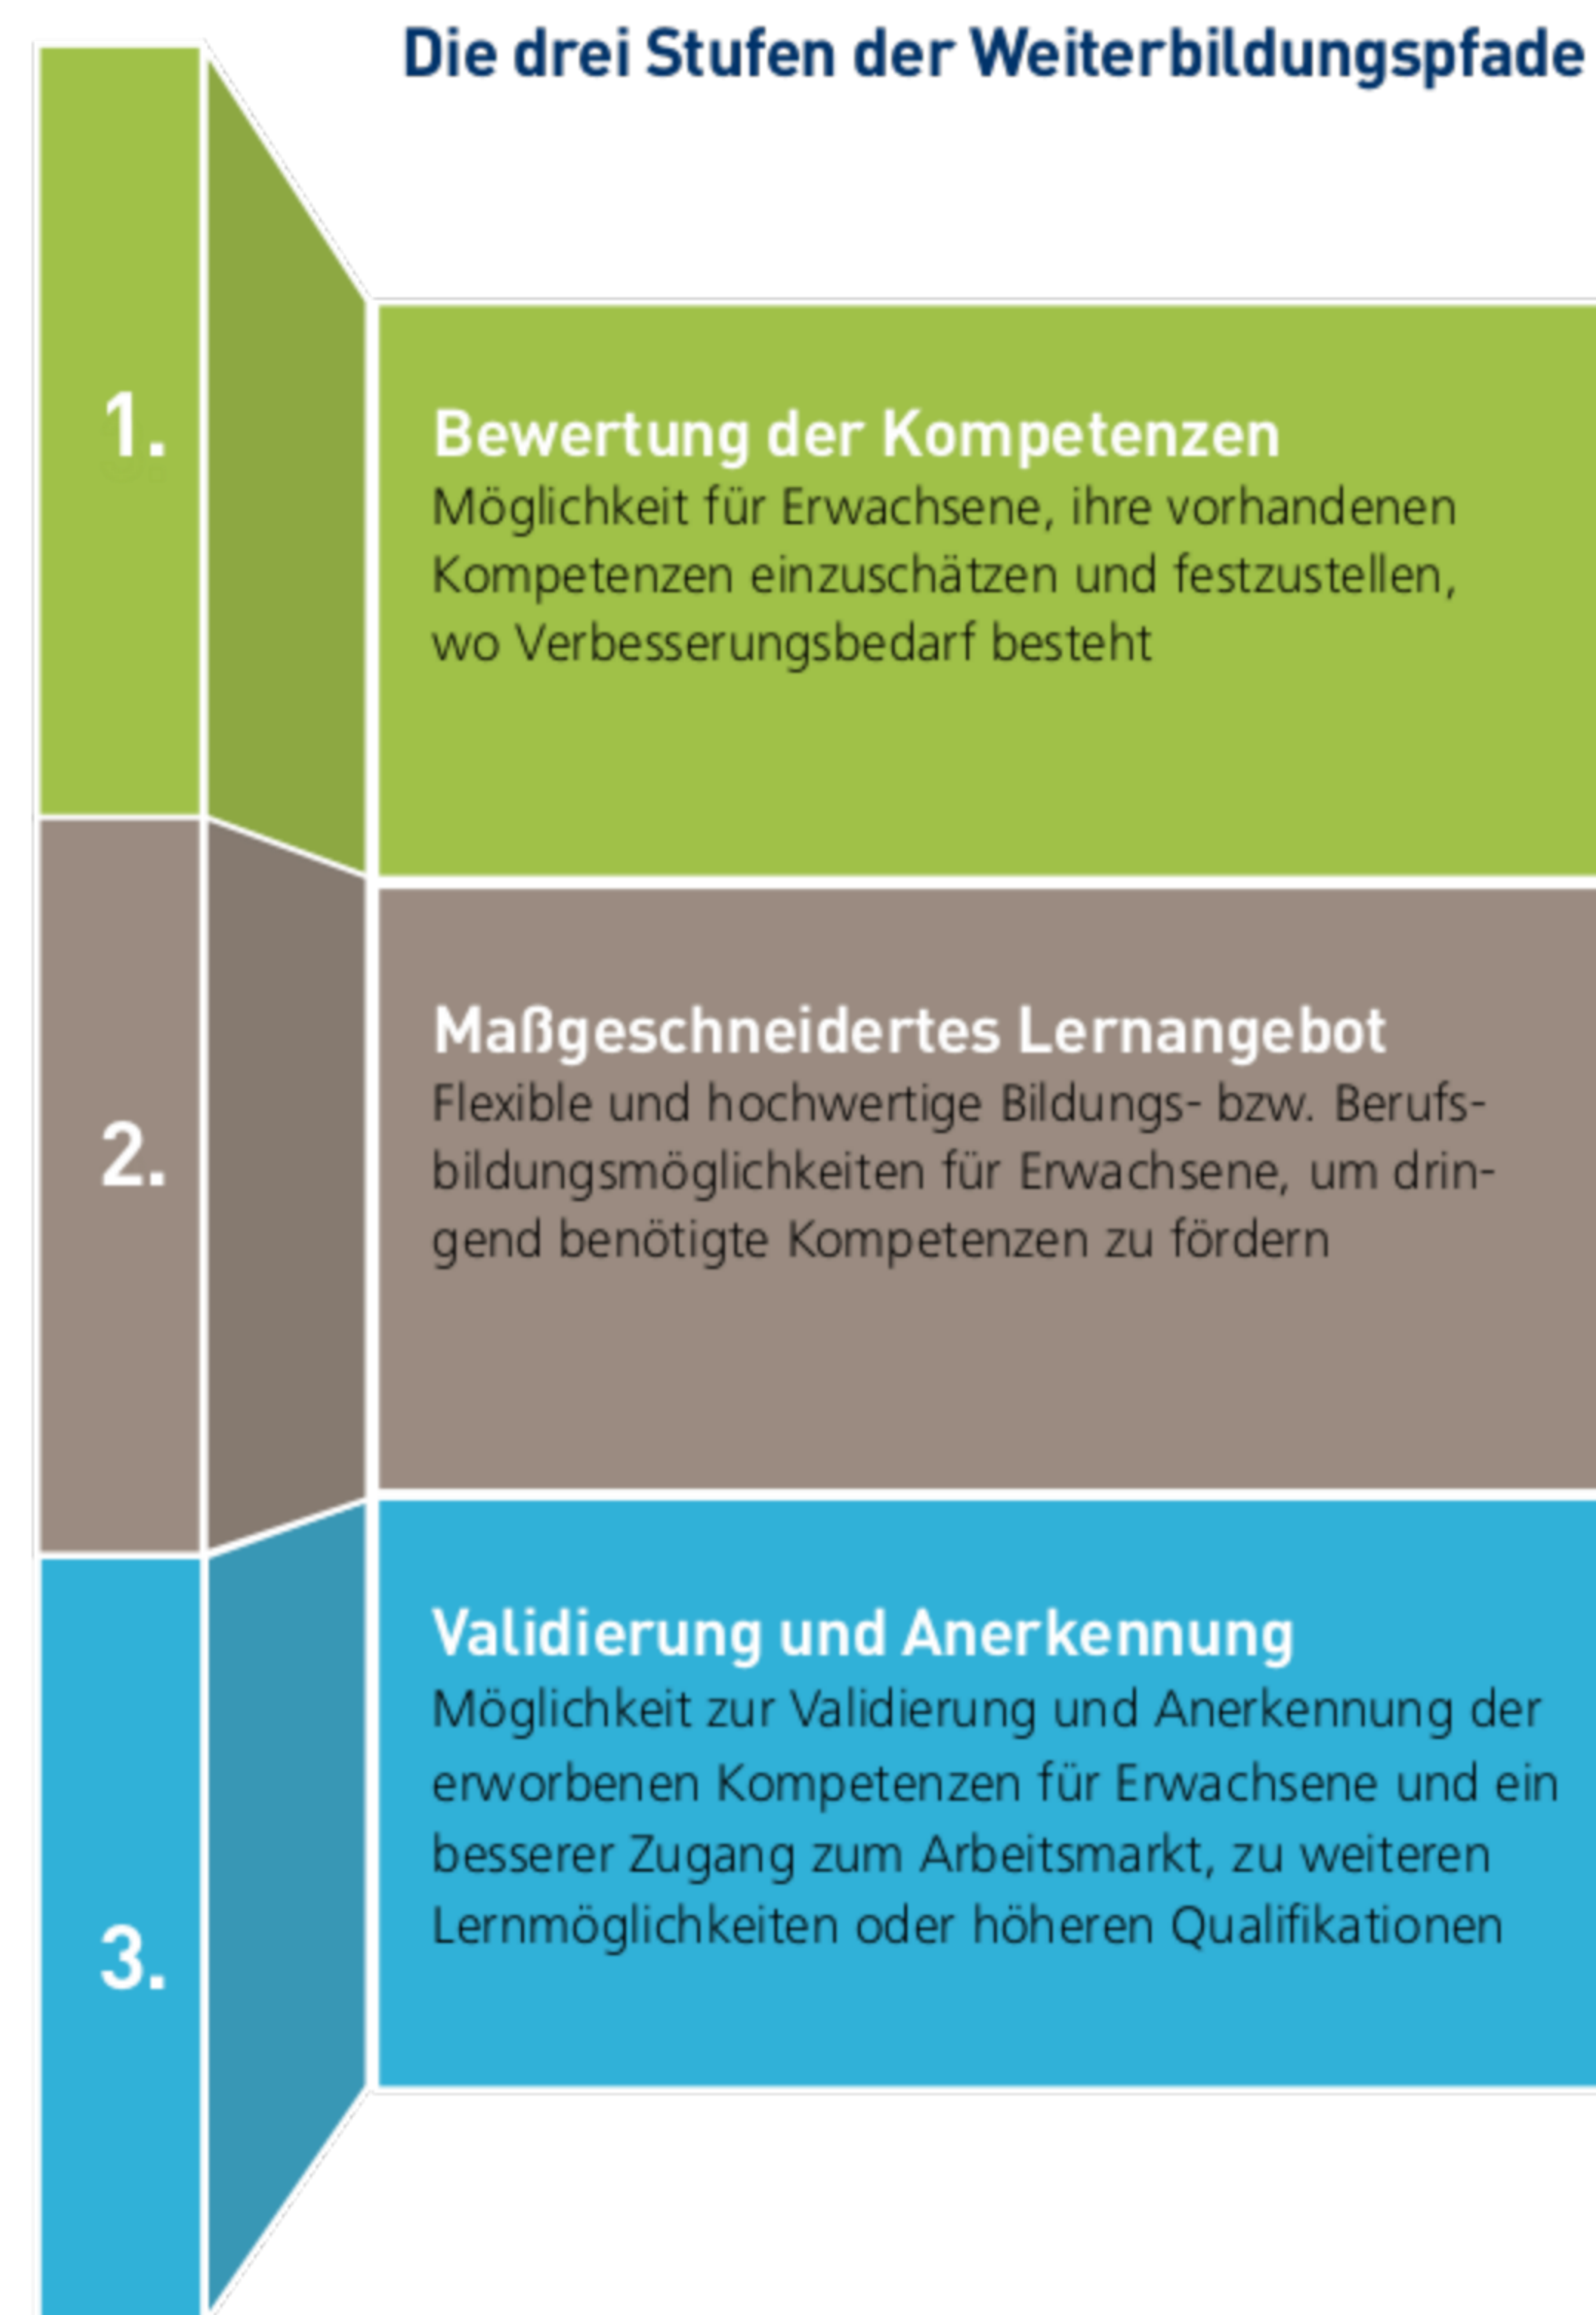 Die drei Stufen der Weiterbildungspfade
1.
Bewertung der Kompetenzen
Möglichkeit für Erwachsene, ihre vorhandenen
Kompetenzen einzuschätzen und festzustellen,
wo Verbesserungsbedarf besteht
2.
Maßgeschneidertes Lernangebot
Flexible und hochwertige Bildungs- bzw. Berufs-
bildungsmöglichkeiten für Erwachsene, um drin-
gend benötigte Kompetenzen zu fördern
3.
Validierung und Anerkennung
Möglichkeit zur Validierung und Anerkennung der
erworbenen Kompetenzen für Erwachsene und ein
besserer Zugang zum Arbeitsmarkt, zu weiteren
Lernmöglichkeiten oder höheren Qualifikationen